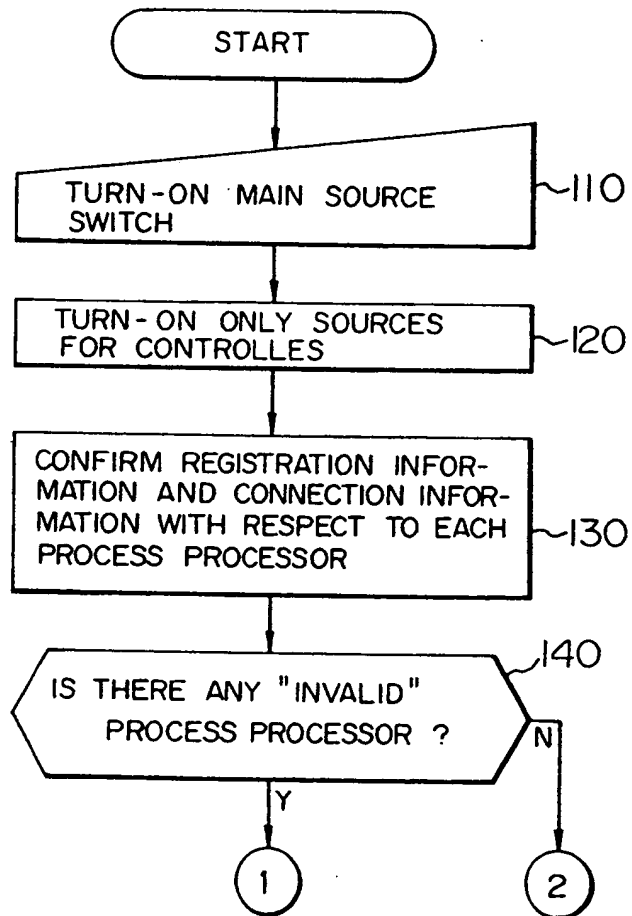 START
TURN-ON MAIN SOURCE
SWITCH
110
TURN-ON ONLY SOURCES
FOR CONTROLLES
120
CONFIRM REGISTRATION INFOR-
MATION AND CONNECTION INFOR-
MATION WITH RESPECT TO EACH
PROCESS PROCESSOR
130
140
IS THERE ANY "INVALID"
PROCESS PROCESSOR ?
N
Y
1
2